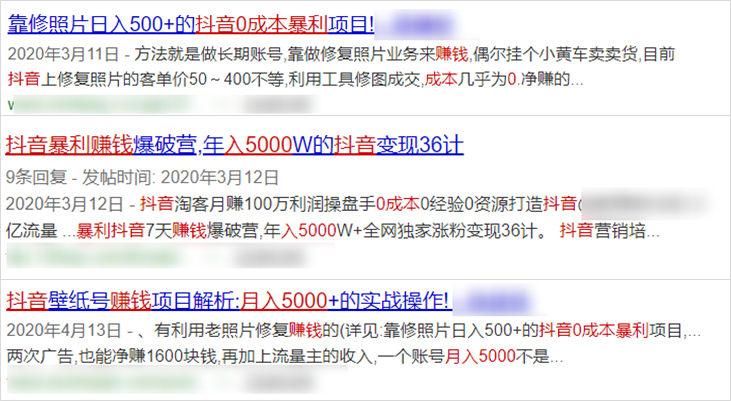 靠修照片日入500+的抖音0成本暴利项目!
2020年3月11日 - 方法就是做长期账号,靠做修复照片业务来赚钱,偶尔挂个小黄车卖卖货,目前
抖音上修复照片的客单价50～400不等,利用工具修图成交,成本几乎为0.净赚的...
抖音暴利赚钱爆破营,年入5000W的抖音变现36计
9条回复 - 发帖时间: 2020年3月12日
2020年3月12日 - 抖音淘客月赚100万利润操盘手0成本0经验0资源打造抖音
亿流量 ...暴利抖音7天赚钱爆破营,年入5000W+全网独家涨粉变现36计。 抖音营销培...
抖音壁纸号赚钱项目解析:月入5000+的实战操作!
2020年4月13日 - 、有利用老照片修复赚钱的(详见:靠修照片日入500+的抖音0成本暴利项目,...
两次广告,也能净赚1600块钱,再加上流量主的收入,一个账号月入5000不是...